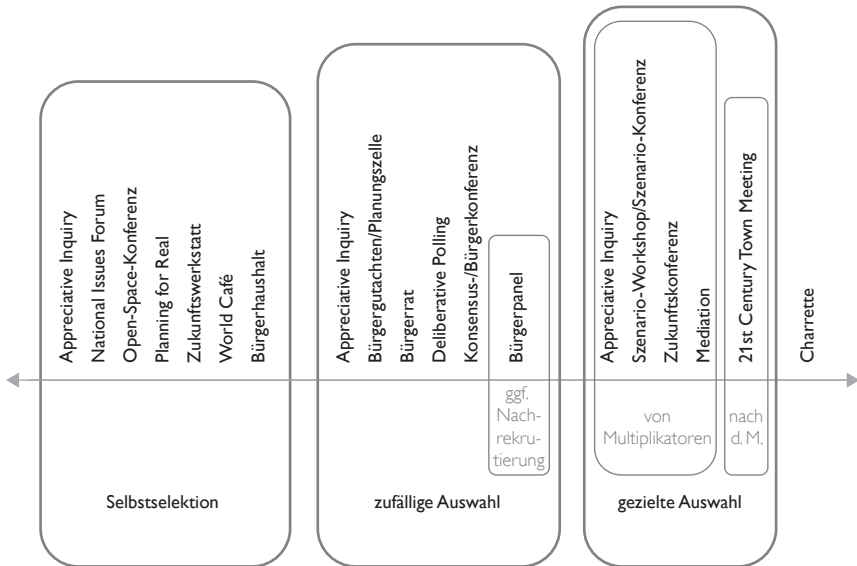 Appreciative Inquiry
National Issues Forum
Open-Space-Konferenz
Planning for Real
Zukunftswerkstatt
World Café
Bürgerhaushalt
Selbstselektion
Appreciative Inquiry
Bürgergutachten/Planungszelle
Bürgerrat
Deliberative Polling
Konsensus-/Bürgerkonferenz
Bürgerpanel
ggf.
Nach-
rekru-
tierung
zufällige Auswahl
Appreciative Inquiry
Szenario-Workshop/Szenario-Konferenz
Zukunftskonferenz
Mediation
von
Multiplikatoren
21st Century Town Meeting
nach
d. M.
gezielte Auswahl
Charrette